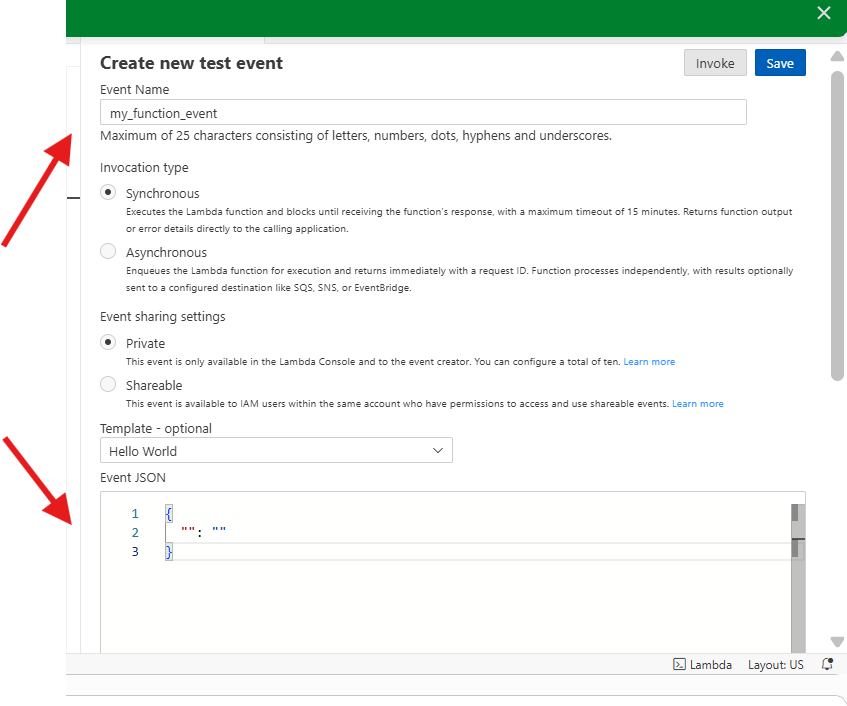 Create new test event
Invoke
Save
Event Name
my_function_event
Maximum of 25 characters consisting of letters, numbers, dots, hyphens and underscores.
Invocation type
Synchronous
Executes the Lambda function and blocks until receiving the function's response, with a maximum timeout of 15 minutes. Returns function output
or error details directly to the calling application.
Asynchronous
Enqueues the Lambda function for execution and returns immediately with a request ID. Function processes independently, with results optionally
sent to a configured destination like SQS, SNS, or EventBridge.
Event sharing settings
Private
This event is only available in the Lambda Console and to the event creator. You can configure a total of ten. Learn more
Shareable
This event is available to IAM users within the same account who have permissions to access and use shareable events. Learn more
Template - optional
Hello World
Event JSON
1 {
2 "": ""
3 }
Lambda Layout: US